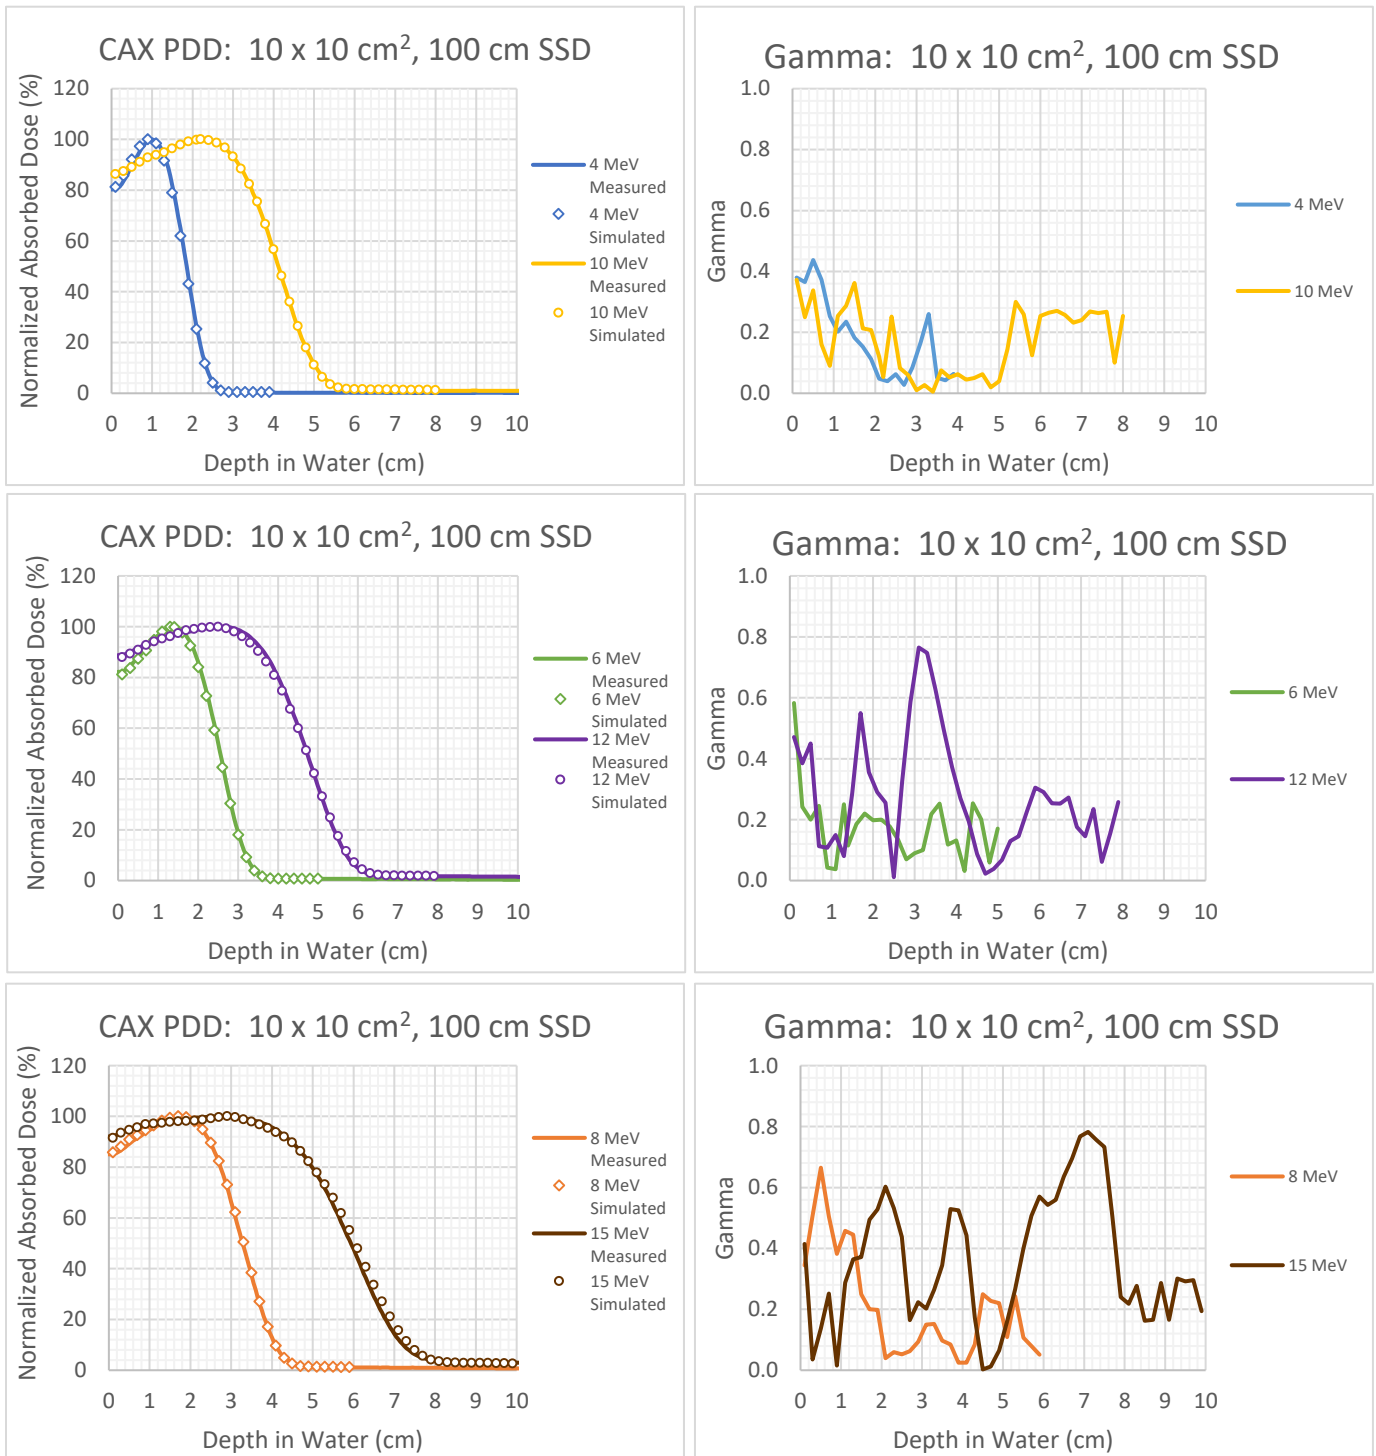 CAX PDD: 10 x 10 cm², 100 cm SSD
Normalized Absorbed Dose (%)
120
100
80
60
40
20
0
0 1 2 3 4 5 6 7 8 9 10
Depth in Water (cm)
4 MeV
Measured
4 MeV
Simulated
10 MeV
Measured
10 MeV
Simulated
Gamma: 10 x 10 cm², 100 cm SSD
Gamma
1.0
0.8
0.6
0.4
0.2
0.0
0 1 2 3 4 5 6 7 8 9 10
Depth in Water (cm)
4 MeV
10 MeV
CAX PDD: 10 x 10 cm², 100 cm SSD
Normalized Absorbed Dose (%)
120
100
80
60
40
20
0
0 1 2 3 4 5 6 7 8 9 10
Depth in Water (cm)
6 MeV
Measured
6 MeV
Simulated
12 MeV
Measured
12 MeV
Simulated
Gamma: 10 x 10 cm², 100 cm SSD
Gamma
1.0
0.8
0.6
0.4
0.2
0.0
0 1 2 3 4 5 6 7 8 9 10
Depth in Water (cm)
6 MeV
12 MeV
CAX PDD: 10 x 10 cm², 100 cm SSD
Normalized Absorbed Dose (%)
120
100
80
60
40
20
0
0 1 2 3 4 5 6 7 8 9 10
Depth in Water (cm)
8 MeV
Measured
8 MeV
Simulated
15 MeV
Measured
15 MeV
Simulated
Gamma: 10 x 10 cm², 100 cm SSD
Gamma
1.0
0.8
0.6
0.4
0.2
0.0
0 1 2 3 4 5 6 7 8 9 10
Depth in Water (cm)
8 MeV
15 MeV